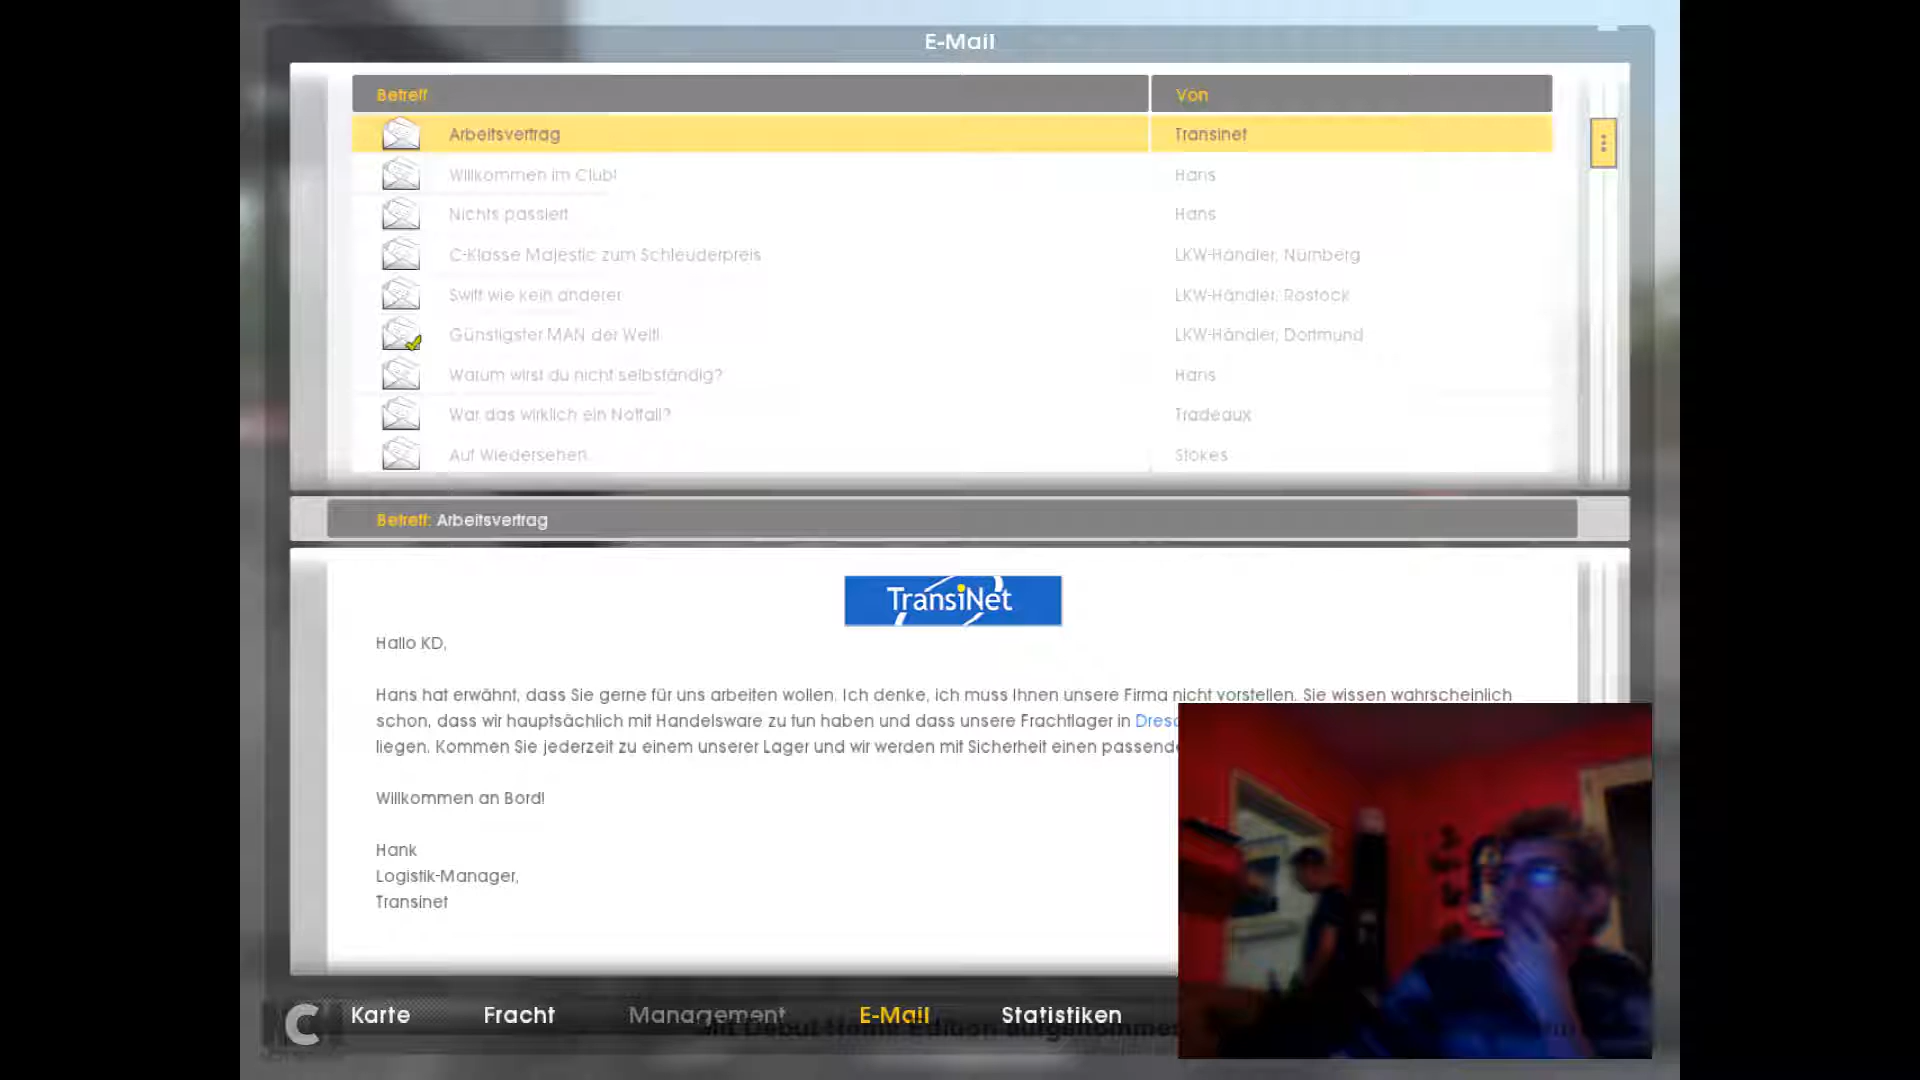 E-Mail
Betreff Von
Arbeitsvertrag Transinet
Willkommen im Club! Hans
Nichts passiert Hans
C-Klasse Majestic zum Schleuderpreis LKW-Händler, Nürnberg
Swift wie kein anderer LKW-Händler, Rostock
Günstigster MAN der Welt! LKW-Händler, Dortmund
Warum wirst du nicht selbständig? Hans
War das wirklich ein Notfall? Tradeaux
Auf Wiedersehen Stokes
Betreff: Arbeitsvertrag
TransiNet
Hallo KD,
Hans hat erwähnt, dass Sie gerne für uns arbeiten wollen. Ich denke, ich muss Ihnen unsere Firma nicht vorstellen. Sie wissen wahrscheinlich
schon, dass wir hauptsächlich mit Handelsware zu tun haben und dass unsere Frachtlager in
liegen. Kommen Sie jederzeit zu einem unserer Lager und wir werden mit Sicherheit einen
Willkommen an Bord!
Hank
Logistik-Manager,
Transinet
Karte Fracht Management E-Mail Statistiken
Mit Debut Home Edition aufgenommen